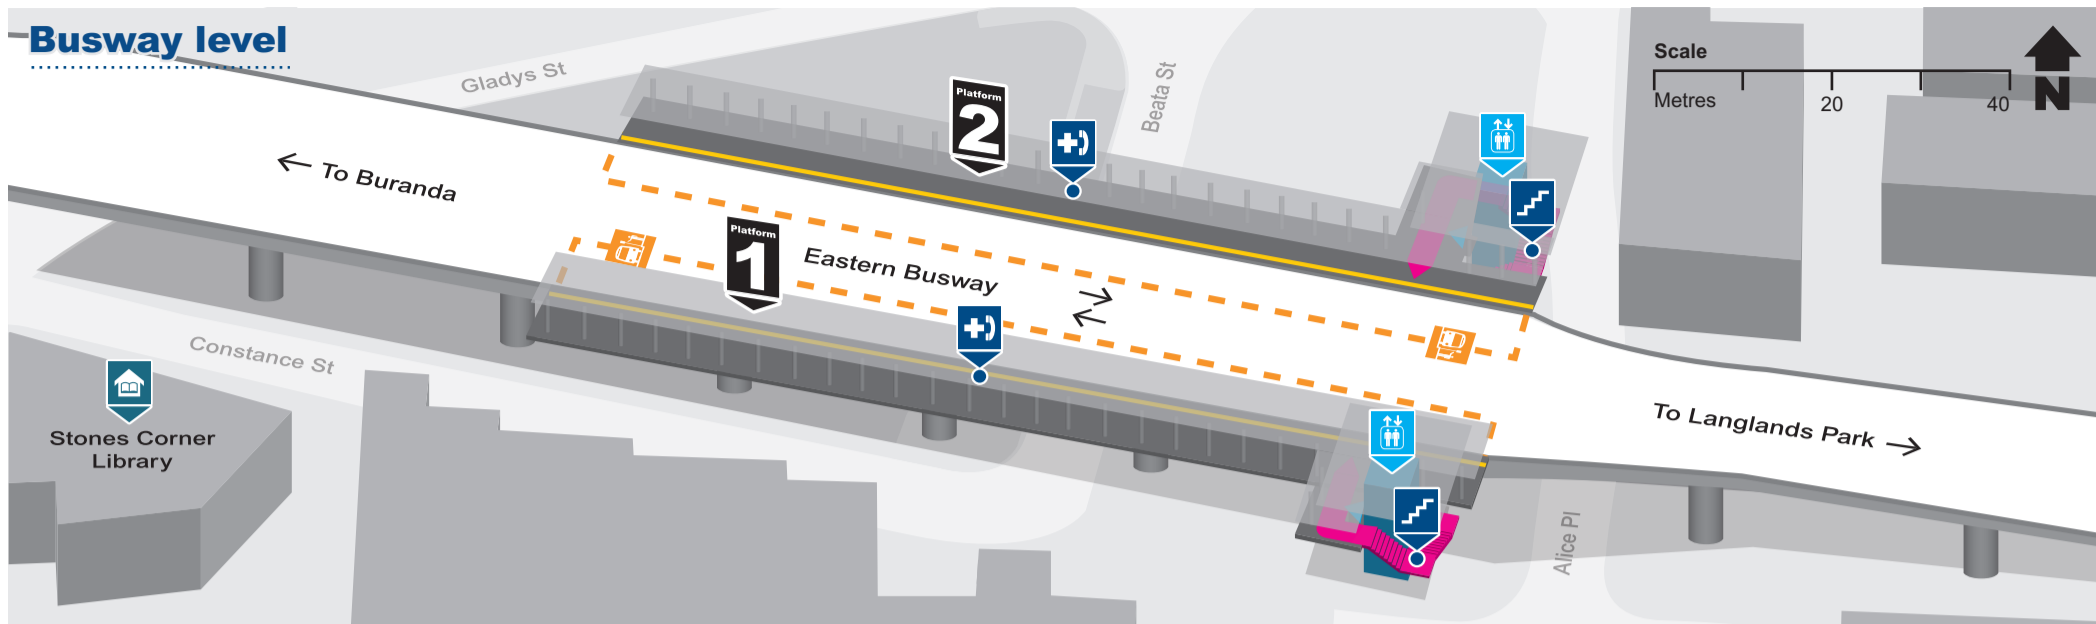 Busway level
Gladys St
Platform
2
Beata St
Scale
Metres
20
40
N
To Buranda
Platform
1
Eastern Busway
Constance St
Stones Corner
Library
To Langlands Park
Alice Pl